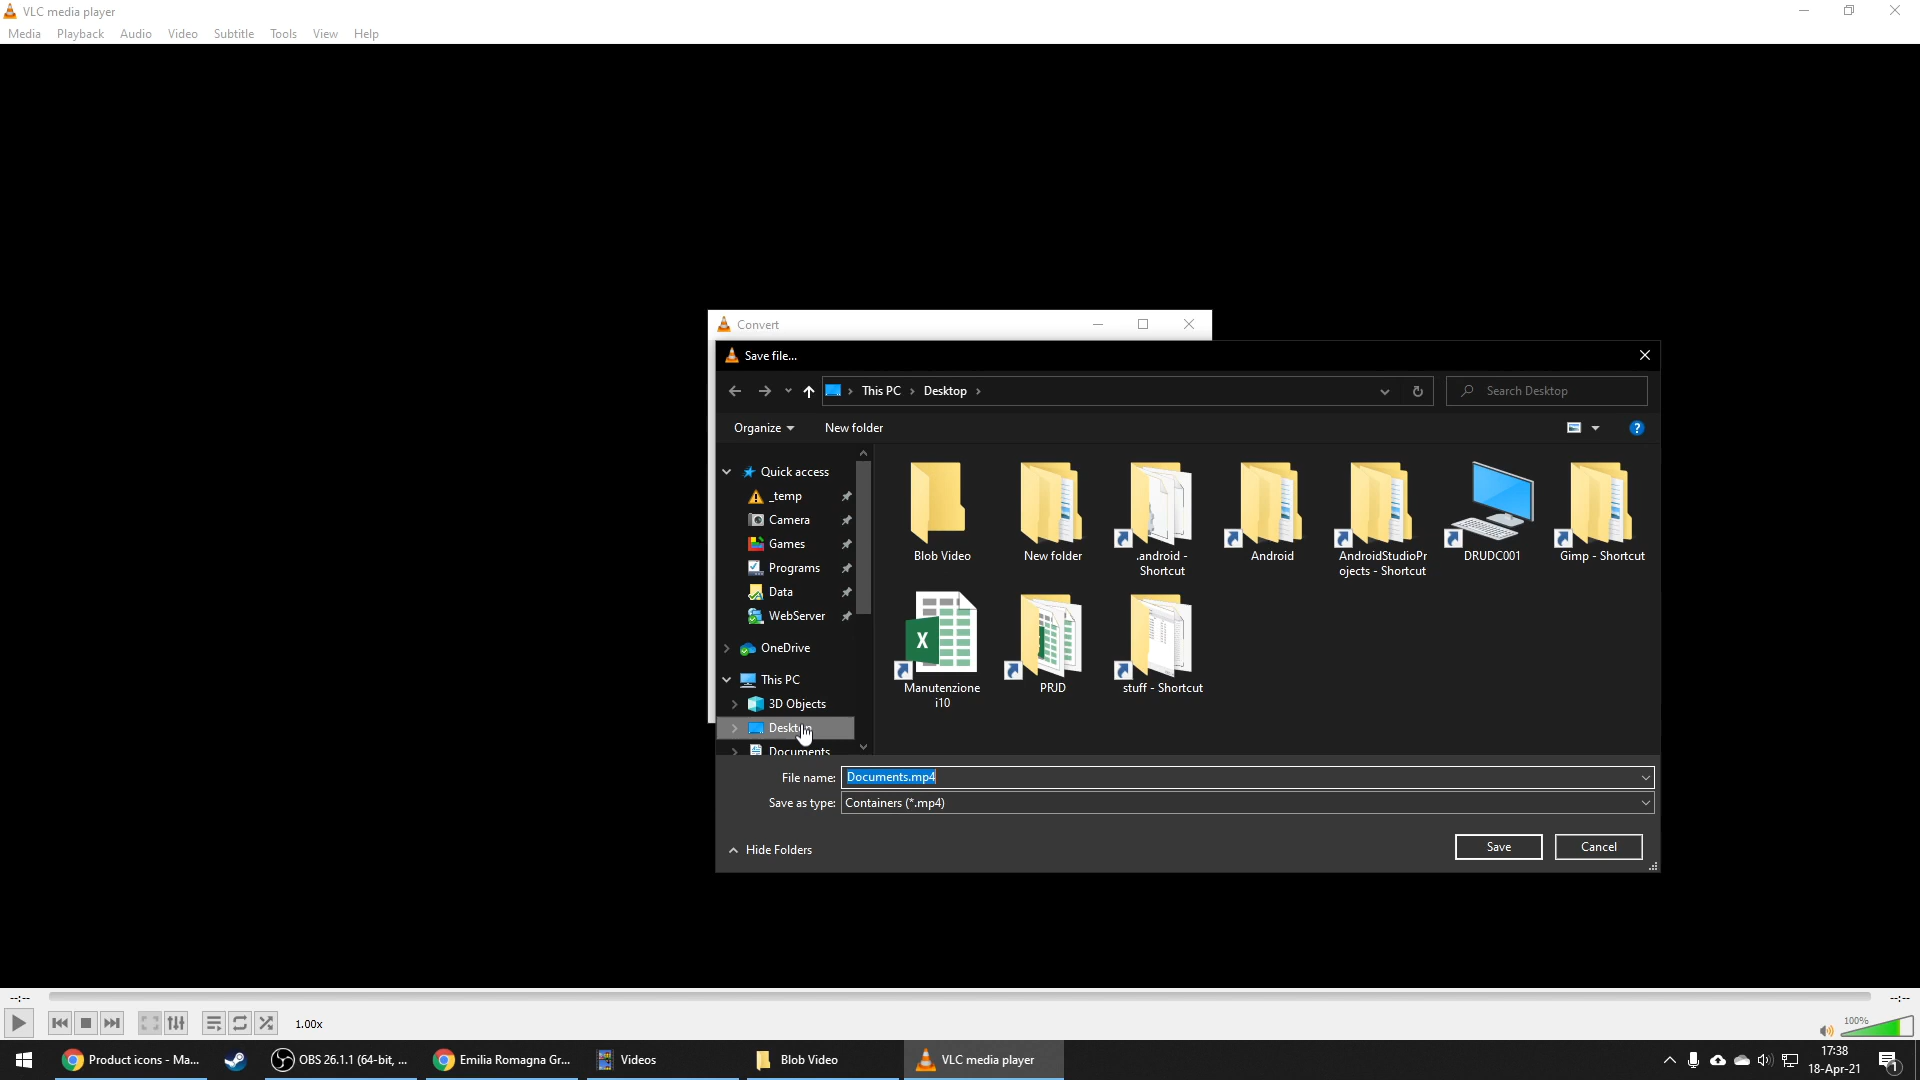 VLC media player
Media Playback Audio Video Subtitle Tools View Help
Convert
Save file...
This PC Desktop
Search Desktop
Organize New folder
Quick access
_temp
Camera
Games
Programs
Data
WebServer
OneDrive
This PC
3D Objects
Desktop
Documents
Blob Video
New folder
.android -
Shortcut
Android
AndroidStudioPr
ojects - Shortcut
DRUDC001
Gimp - Shortcut
Manutenzione
i10
PRJD
stuff - Shortcut
File name: Documents.mp4
Save as type: Containers (*.mp4)
Hide Folders
Save Cancel
--:-- --:--
1.00x
100%
Product icons - Ma...
OBS 26.1.1 (64-bit, ...
Emilia Romagna Gr...
Videos
Blob Video
VLC media player
17:38
18-Apr-21
1